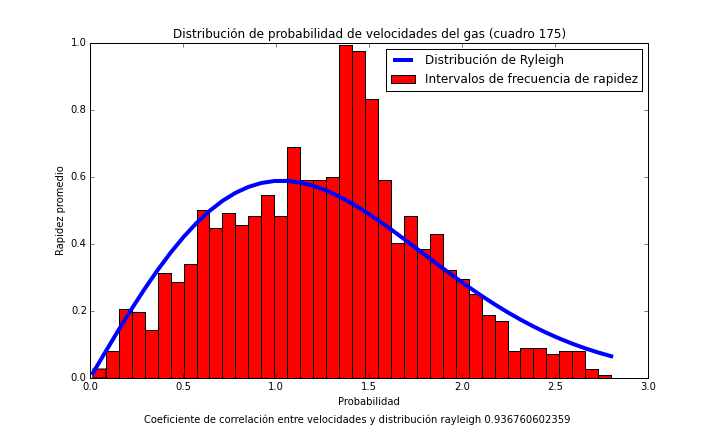 Distribución de probabilidad de velocidades del gas (cuadro 175)
1.0
0.8
0.6
0.4
0.2
0.0
Rapidez promedio
Distribución de Ryleigh
Intervalos de frecuencia de rapidez
0.0 0.5 1.0 1.5 2.0 2.5 3.0
Probabilidad
Coeficiente de correlación entre velocidades y distribución rayleigh 0.936760602359